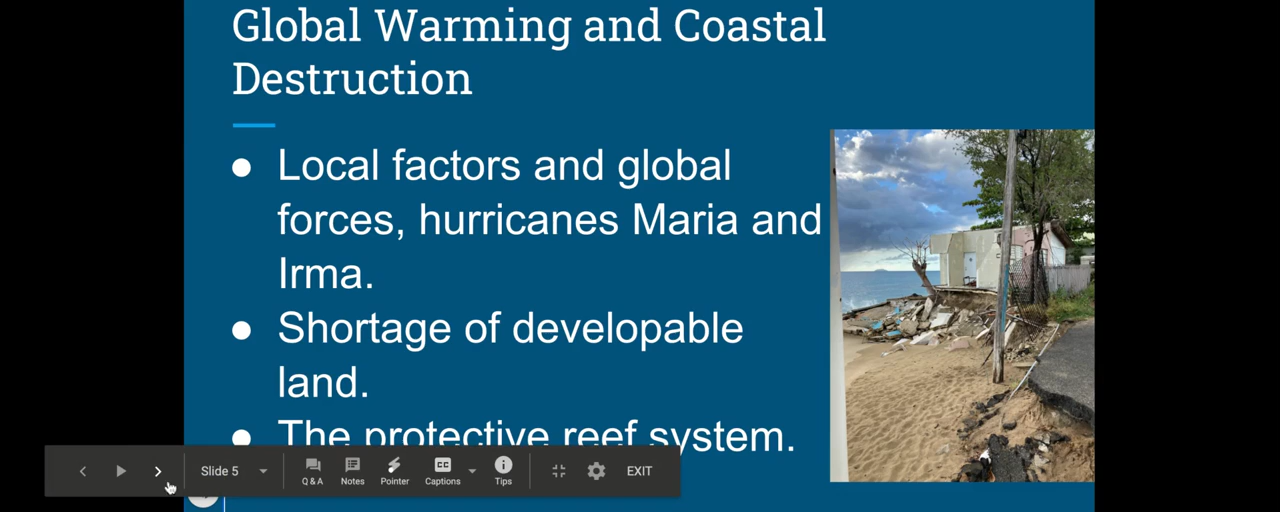 Global Warming and Coastal
Destruction
● Local factors and global
forces, hurricanes Maria and
Irma.
● Shortage of developable
land.
● The protective reef system.
Slide 5
Q & A
Notes
Pointer
CC
Captions
Tips
EXIT